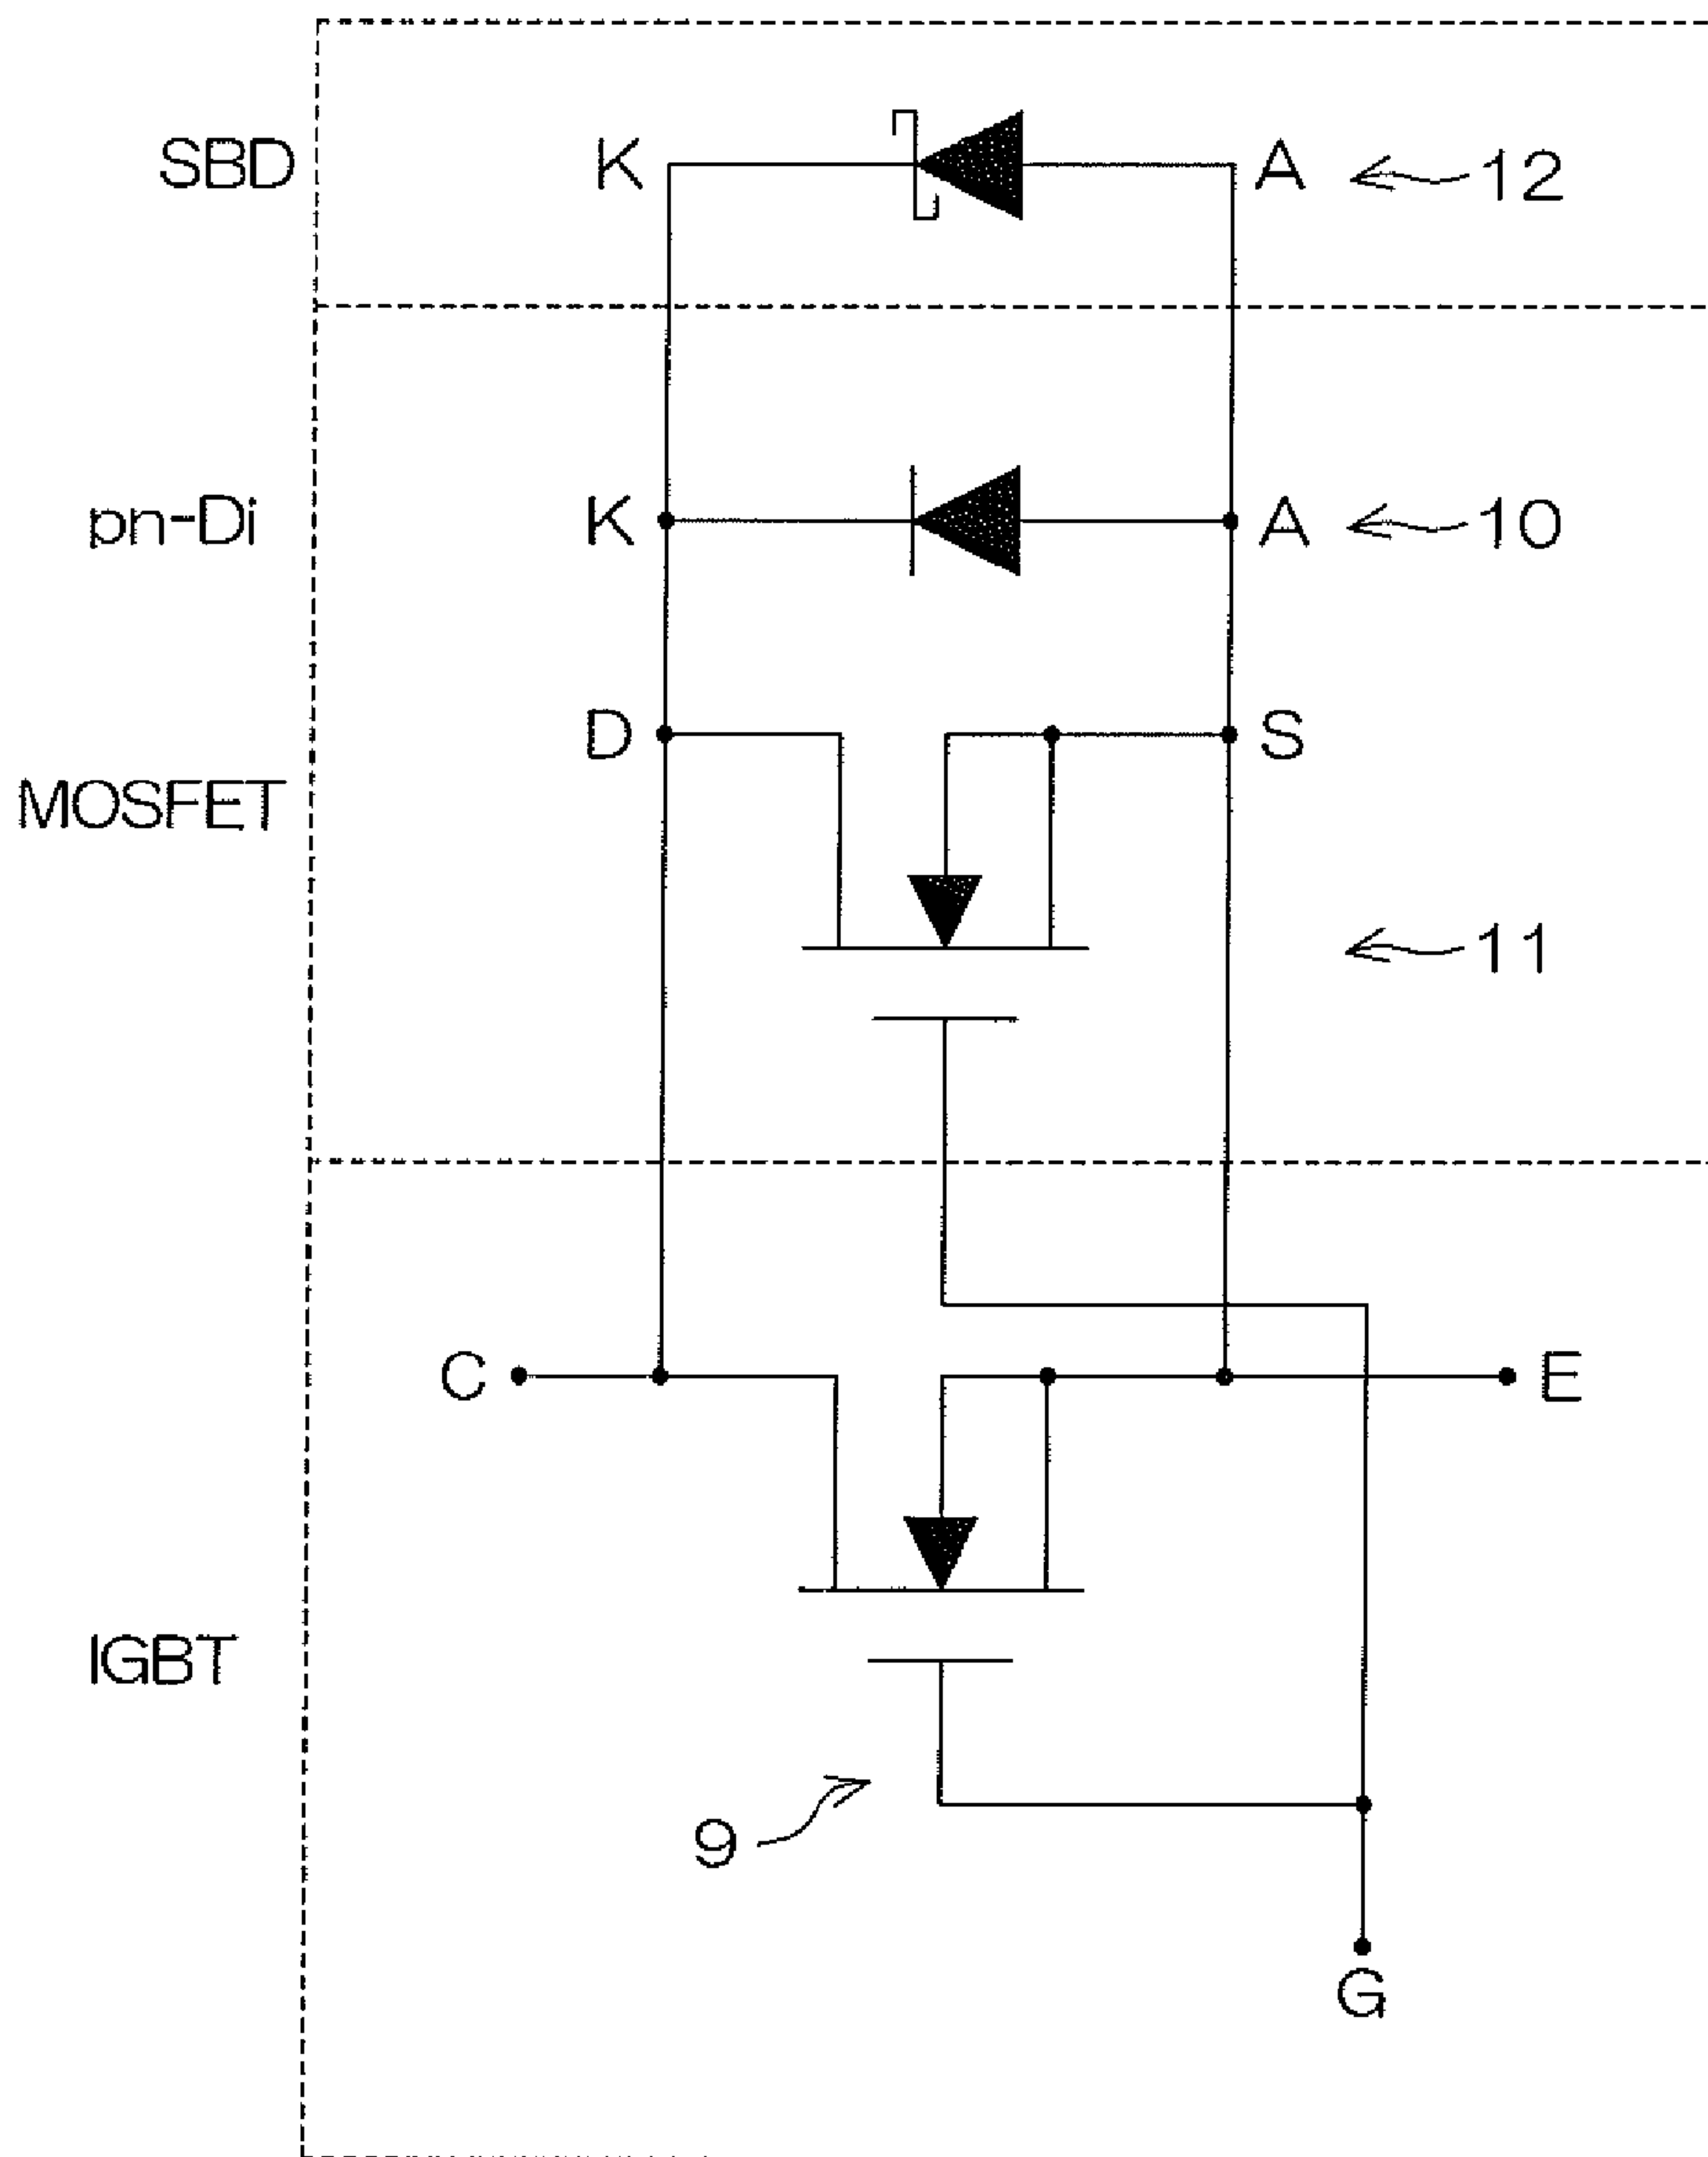 SBD K A 12
pn-Di K A 10
D S
MOSFET
11
C E
IGBT
9
G